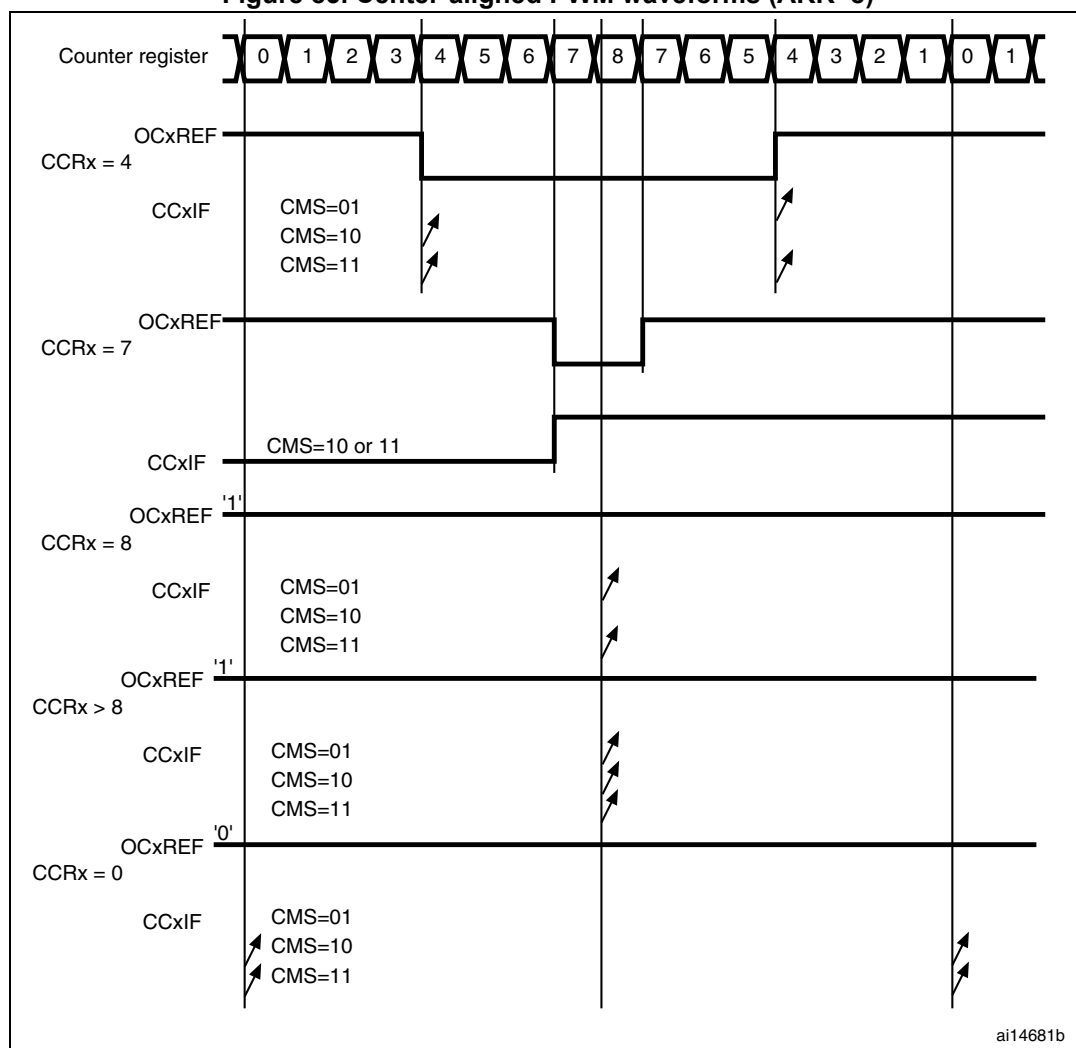 Counter register 0 1 2 3 4 5 6 7 8 7 6 5 4 3 2 1 0 1
OCxREF
CCRx = 4
CCxIF
CMS=01
CMS=10
CMS=11
OCxREF
CCRx = 7
CMS=10 or 11
CCxIF
OCxREF '1'
CCRx = 8
CCxIF
CMS=01
CMS=10
CMS=11
OCxREF '1'
CCRx > 8
CCxIF
CMS=01
CMS=10
CMS=11
OCxREF '0'
CCRx = 0
CCxIF
CMS=01
CMS=10
CMS=11
ai14681b